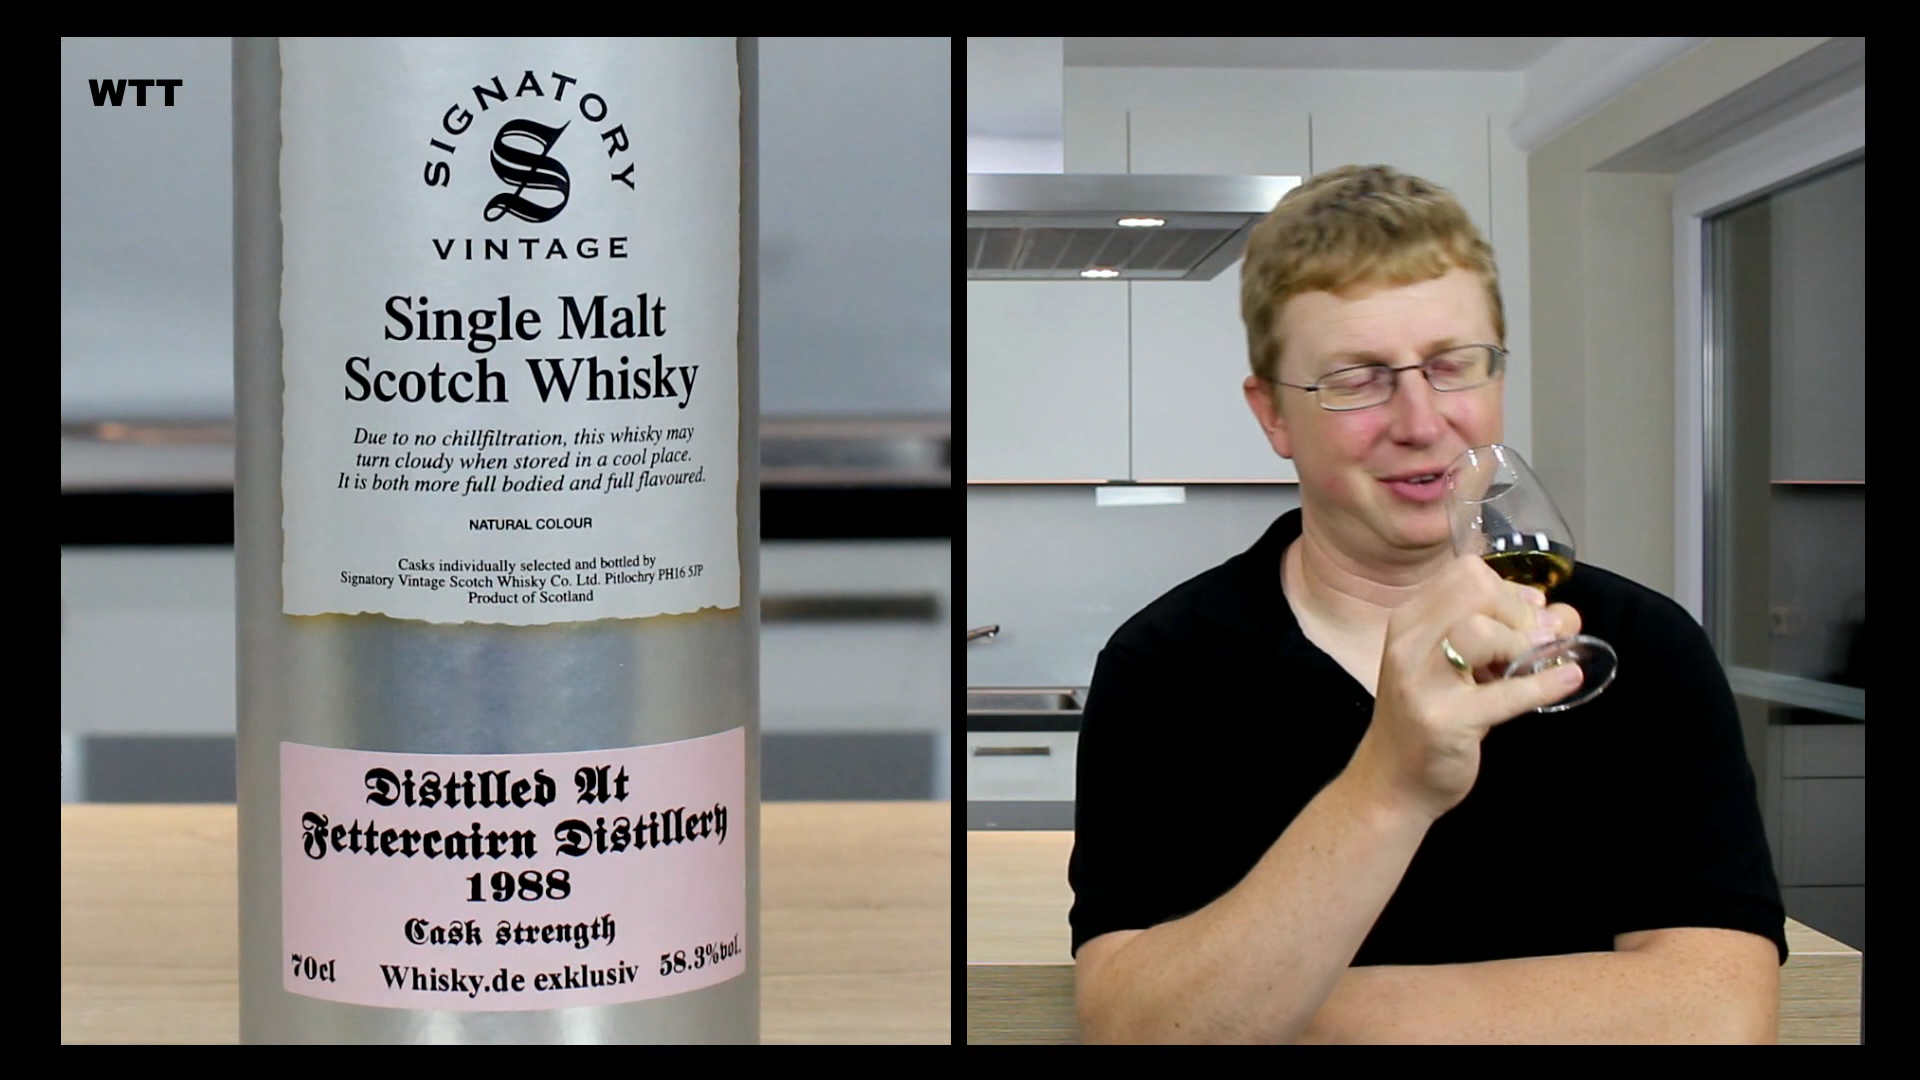 WTT
SIGNATORY
S
VINTAGE
Single Malt
Scotch Whisky
Due to no chillfiltration, this whisky may
turn cloudy when stored in a cool place.
It is both more full bodied and full flavoured.
NATURAL COLOUR
Casks individually selected and bottled by
Signatory Vintage Scotch Whisky Co. Ltd. Pitlochry PH16 5JP
Product of Scotland
Distilled At
Fettercairn Distillery
1988
Cask strength
70cl Whisky.de exklusiv 58.3%vol.